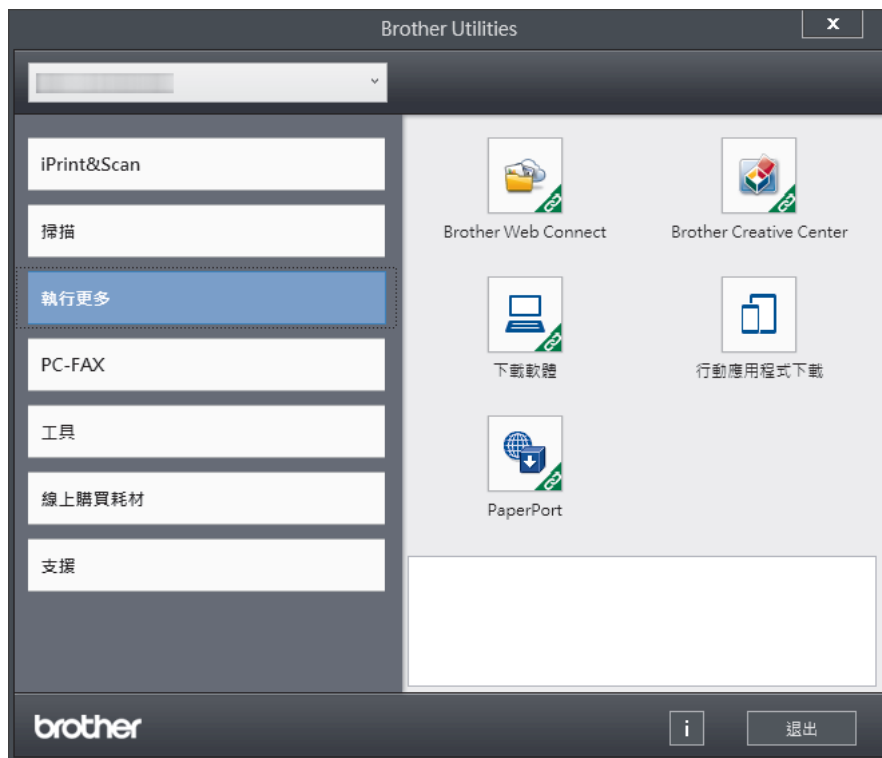 Brother Utilities
x
iPrint&Scan
掃描
執行更多
PC-FAX
工具
線上購買耗材
支援
Brother Web Connect
Brother Creative Center
下載軟體
行動應用程式下載
PaperPort
brother
i
退出